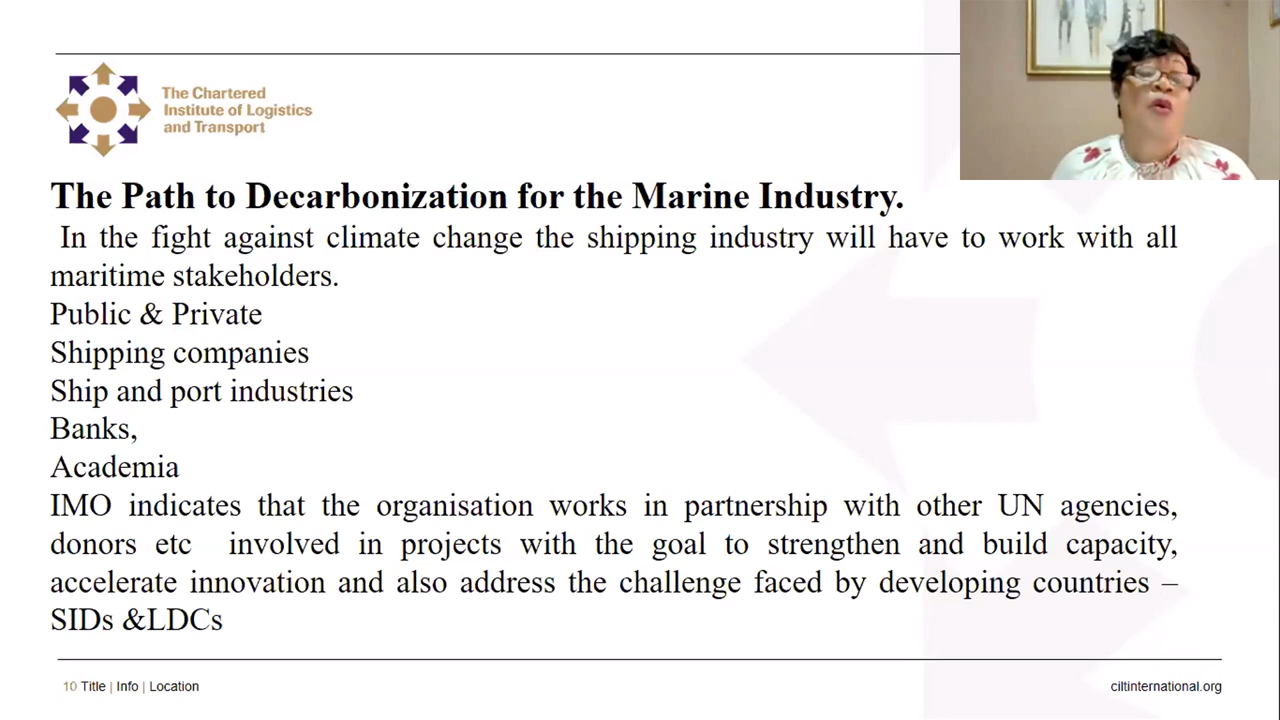 The Chartered
Institute of Logistics
and Transport
The Path to Decarbonization for the Marine Industry.
In the fight against climate change the shipping industry will have to work with all
maritime stakeholders.
Public & Private
Shipping companies
Ship and port industries
Banks,
Academia
IMO indicates that the organisation works in partnership with other UN agencies,
donors etc involved in projects with the goal to strengthen and build capacity,
accelerate innovation and also address the challenge faced by developing countries –
SIDs &LDCs
10 Title | Info | Location
ciltinternational.org